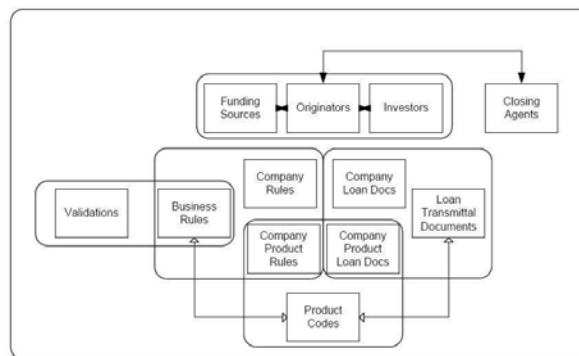 Funding
Sources
Originators
Investors
Closing
Agents
Company
Rules
Company
Loan Docs
Validations
Business
Rules
Loan
Transmittal
Documents
Company
Product
Rules
Company
Product
Loan Docs
Product
Codes